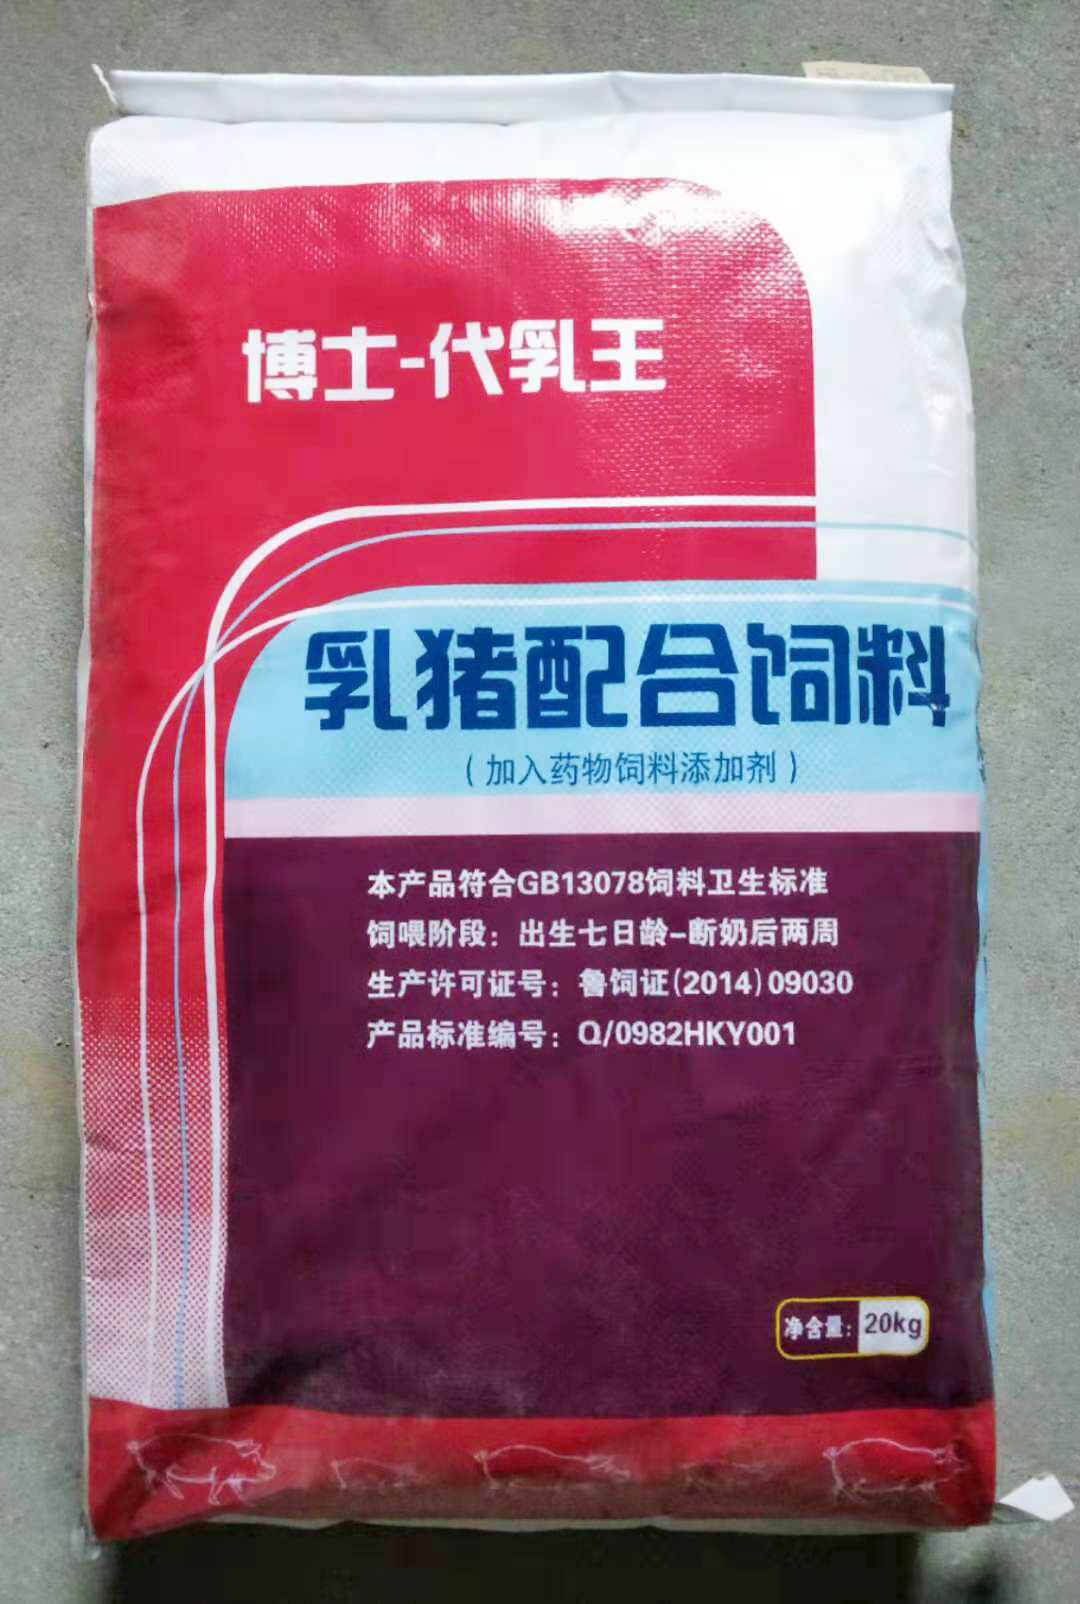 博士-代乳王
乳猪配合饲料
(加入药物饲料添加剂)
本产品符合GB13078饲料卫生标准
饲喂阶段：出生七日龄-断奶后两周
生产许可证号：鲁饲证(2014)09030
产品标准编号：Q/0982HKY001
净含量：20kg